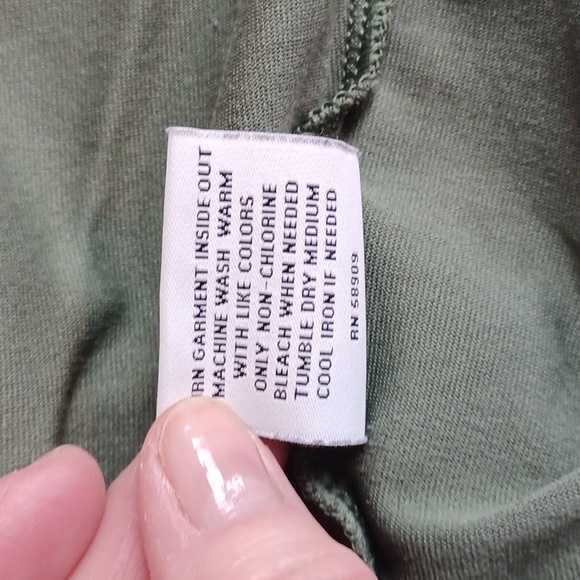 RN GARMENT INSIDE OUT
MACHINE WASH WARM
WITH LIKE COLORS
ONLY NON-CHLORINE
BLEACH WHEN NEEDED
TUMBLE DRY MEDIUM
COOL IRON IF NEEDED
RN 58909